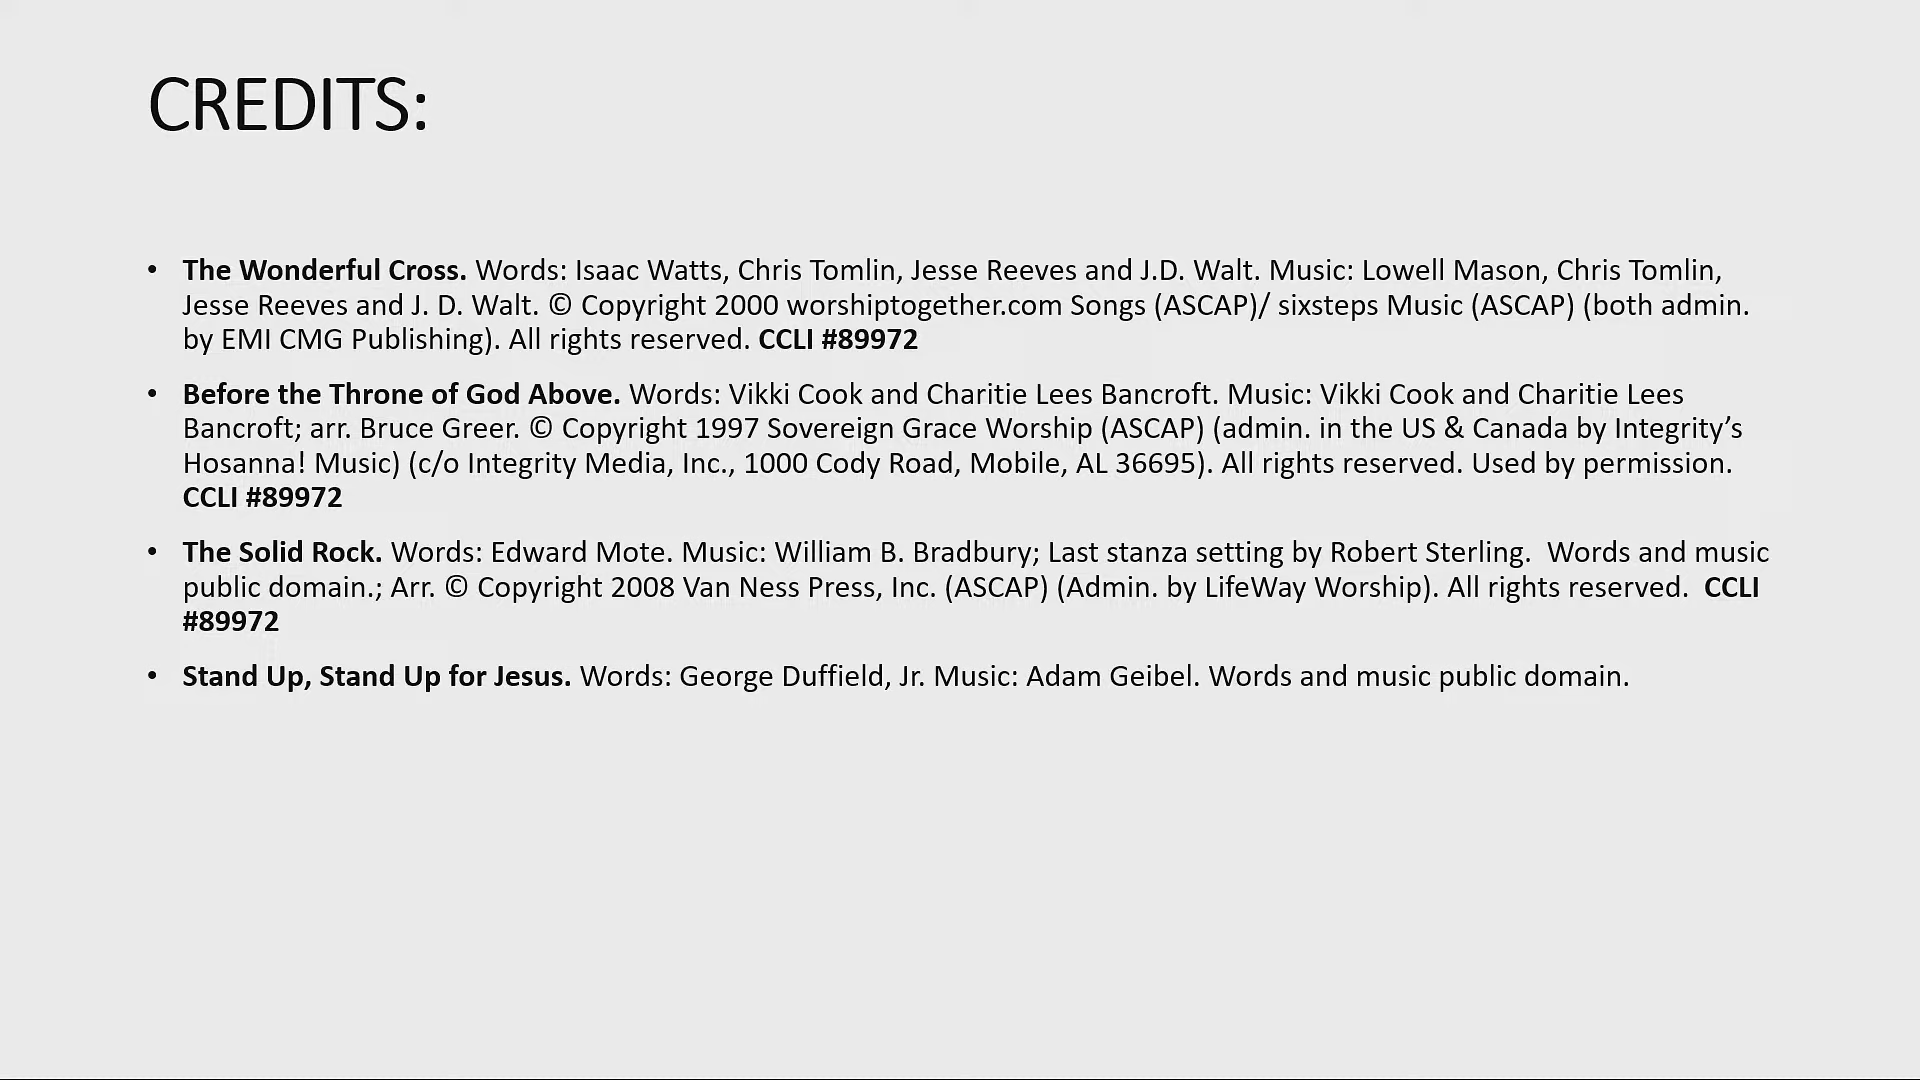 CREDITS:
• The Wonderful Cross. Words: Isaac Watts, Chris Tomlin, Jesse Reeves and J.D. Walt. Music: Lowell Mason, Chris Tomlin,
Jesse Reeves and J. D. Walt. © Copyright 2000 worshiptogether.com Songs (ASCAP)/ sixsteps Music (ASCAP) (both admin.
by EMI CMG Publishing). All rights reserved. CCLI #89972
• Before the Throne of God Above. Words: Vikki Cook and Charitie Lees Bancroft. Music: Vikki Cook and Charitie Lees
Bancroft; arr. Bruce Greer. © Copyright 1997 Sovereign Grace Worship (ASCAP) (admin. in the US & Canada by Integrity’s
Hosanna! Music) (c/o Integrity Media, Inc., 1000 Cody Road, Mobile, AL 36695). All rights reserved. Used by permission.
CCLI #89972
• The Solid Rock. Words: Edward Mote. Music: William B. Bradbury; Last stanza setting by Robert Sterling.  Words and music
public domain.; Arr. © Copyright 2008 Van Ness Press, Inc. (ASCAP) (Admin. by LifeWay Worship). All rights reserved.  CCLI
#89972
• Stand Up, Stand Up for Jesus. Words: George Duffield, Jr. Music: Adam Geibel. Words and music public domain.